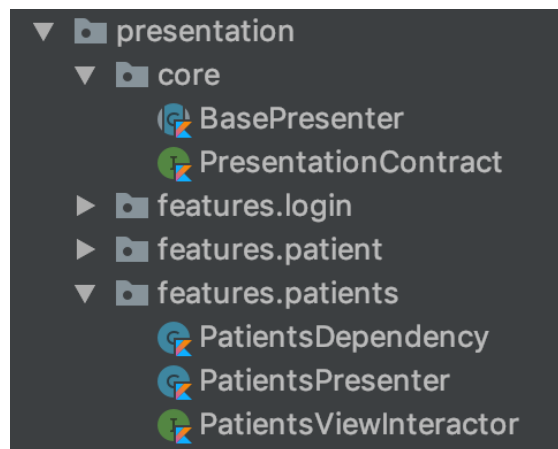 presentation
core
BasePresenter
PresentationContract
features.login
features.patient
features.patients
PatientsDependency
PatientsPresenter
PatientsViewInteractor